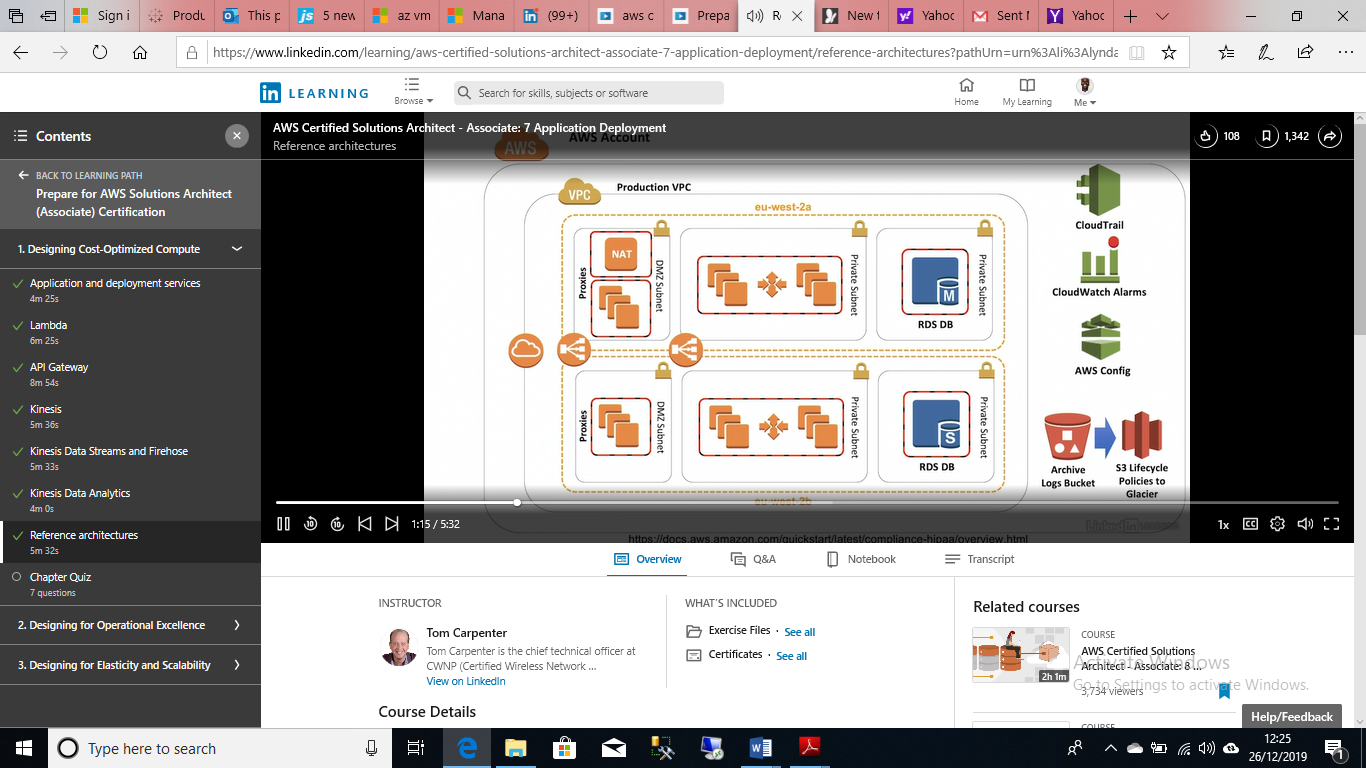 Sign i
Produ
This p
5 new
az vm
Mana
(99+)
aws c
Prepa
Re
New t
Yahoc
Sent M
Yahoc
https://www.linkedin.com/learning/aws-certified-solutions-architect-associate-7-application-deployment/reference-architectures?pathUrn=urn%3Ali%3Alynda
in LEARNING
Browse
Search for skills, subjects or software
Home
My Learning
Me
Contents
BACK TO LEARNING PATH
Prepare for AWS Solutions Architect
(Associate) Certification
1. Designing Cost-Optimized Compute
Application and deployment services
4m 25s
Lambda
6m 25s
API Gateway
8m 54s
Kinesis
5m 36s
Kinesis Data Streams and Firehose
5m 33s
Kinesis Data Analytics
4m 0s
Reference architectures
5m 32s
Chapter Quiz
7 questions
2. Designing for Operational Excellence
3. Designing for Elasticity and Scalability
AWS Certified Solutions Architect - Associate: 7 Application Deployment
Reference architectures
108
1,342
AWS
AWS Account
VPC
Production VPC
eu-west-2a
NAT
Proxies
DMZ Subnet
Private Subnet
M
RDS DB
Private Subnet
Proxies
DMZ Subnet
Private Subnet
S
RDS DB
Private Subnet
eu-west-2b
CloudTrail
CloudWatch Alarms
AWS Config
Archive
Logs Bucket
S3 Lifecycle
Policies to
Glacier
LinkedIn LEARNING
https://docs.aws.amazon.com/quickstart/latest/compliance-hipaa/overview.html
10
10
1:15 / 5:32
1x
CC
Overview
Q&A
Notebook
Transcript
INSTRUCTOR
Tom Carpenter
Tom Carpenter is the chief technical officer at
CWNP (Certified Wireless Network ...
View on LinkedIn
WHAT'S INCLUDED
Exercise Files · See all
Certificates · See all
Course Details
Related courses
COURSE
AWS Certified Solutions
Architect - Associate: 8 ...
2h 1m
3,734 viewers
COURSE
Activate Windows
Go to Settings to activate Windows.
Help/Feedback
Type here to search
12:25
26/12/2019
1